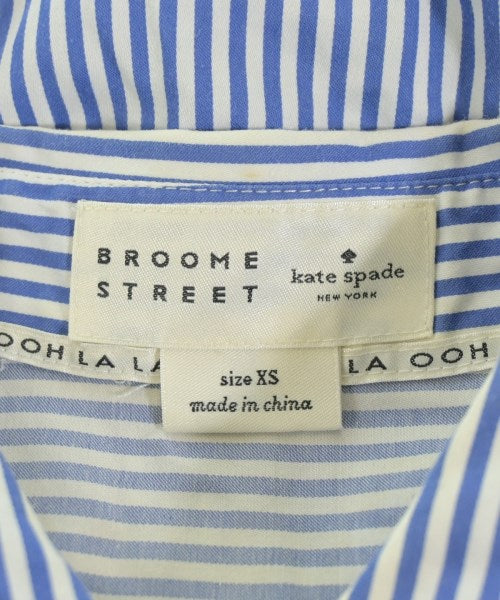 BROOME
STREET
kate spade
NEW YORK
OOH LA LA
LA OOH
size XS
made in china